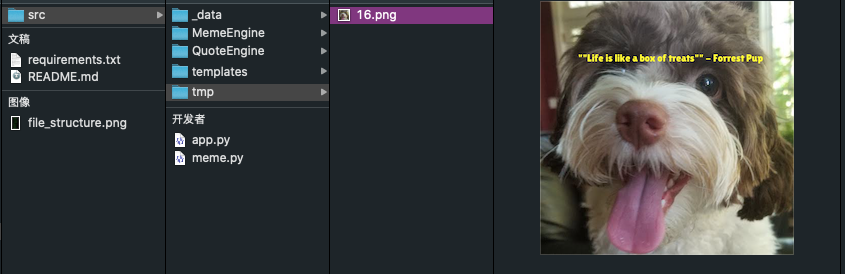 src
文稿
requirements.txt
README.md
图像
file_structure.png
_data
MemeEngine
QuoteEngine
templates
tmp
开发者
app.py
meme.py
16.png
""Life is like a box of treats"" - Forrest Pup